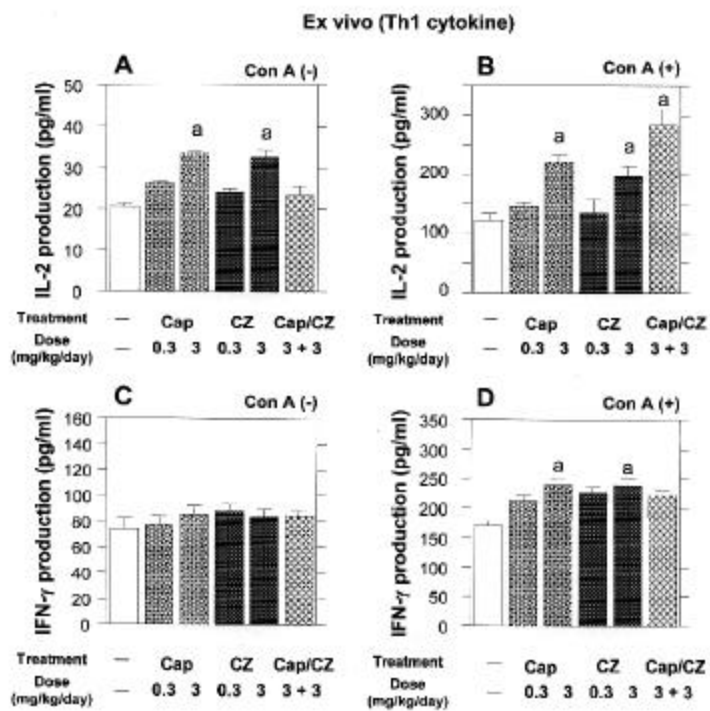 Ex vivo (Th1 cytokine)
A
Con A (-)
IL-2 production (pg/ml)
50
40
30
20
10
0
a
a
Treatment — Cap CZ Cap/CZ
Dose (mg/kg/day) — 0.3 3 0.3 3 3 + 3
B
Con A (+)
IL-2 production (pg/ml)
300
200
200
100
100
0
a
a
a
Treatment — Cap CZ Cap/CZ
Dose (mg/kg/day) — 0.3 3 0.3 3 3 + 3
C
Con A (-)
IFN-γ production (pg/ml)
160
140
120
100
80
60
40
20
0
Treatment — Cap CZ Cap/CZ
Dose (mg/kg/day) — 0.3 3 0.3 3 3 + 3
D
Con A (+)
IFN-γ production (pg/ml)
350
300
250
200
150
100
50
0
a
a
Treatment — Cap CZ Cap/CZ
Dose (mg/kg/day) — 0.3 3 0.3 3 3 + 3